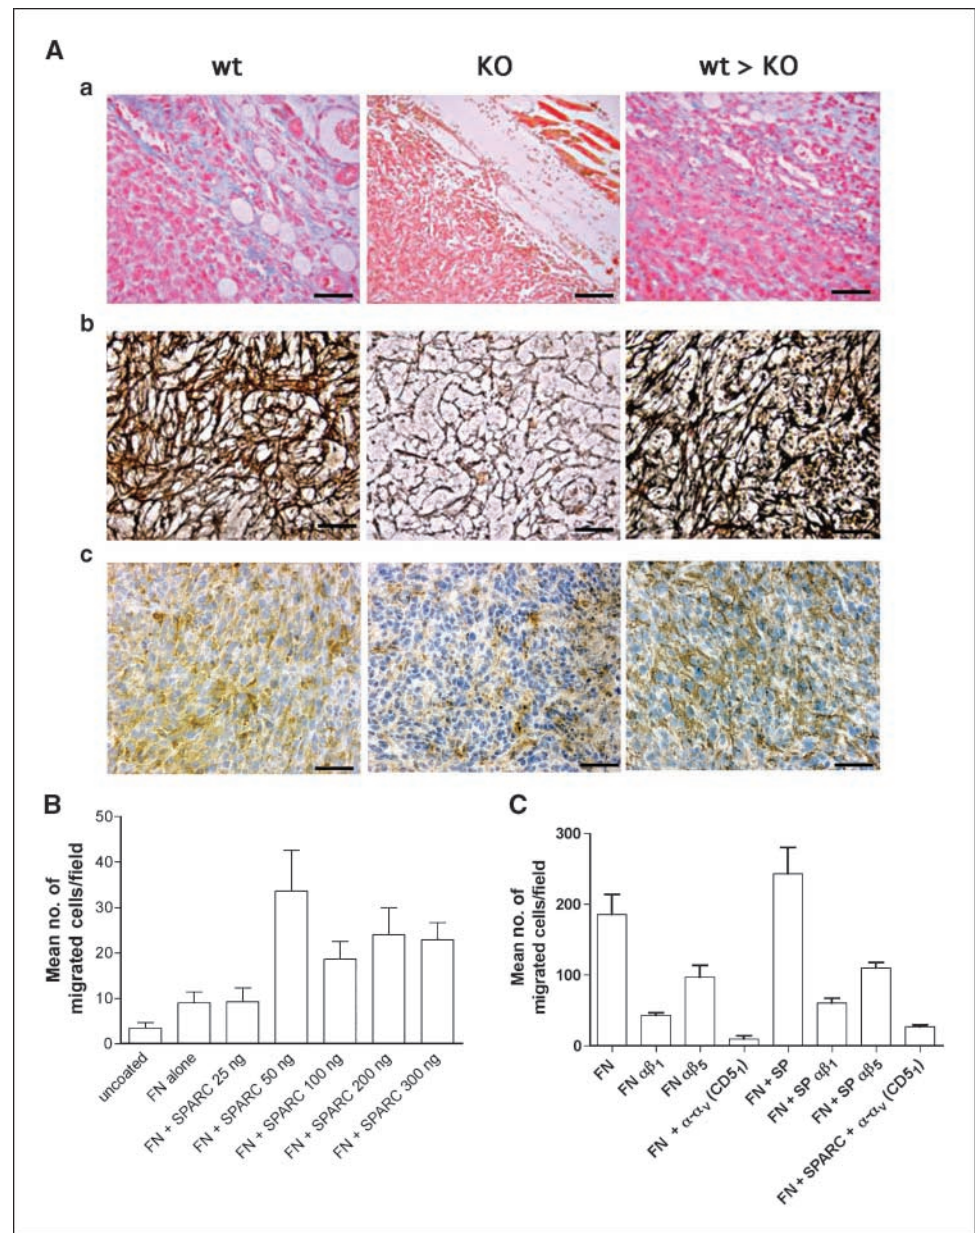 A
wt KO wt > KO
a
b
c
B
50
40
30
20
10
0
Mean no. of
migrated cells/field
uncoated
FN alone
FN + SPARC 25 ng
FN + SPARC 50 ng
FN + SPARC 100 ng
FN + SPARC 200 ng
FN + SPARC 300 ng
C
300
200
100
0
Mean no. of
migrated cells/field
FN
FN αβ₁
FN αβ₅
FN + α-αᵥ (CD5₁)
FN + SP
FN + SP αβ₁
FN + SP αβ₅
FN + SPARC + α-αᵥ (CD5₁)